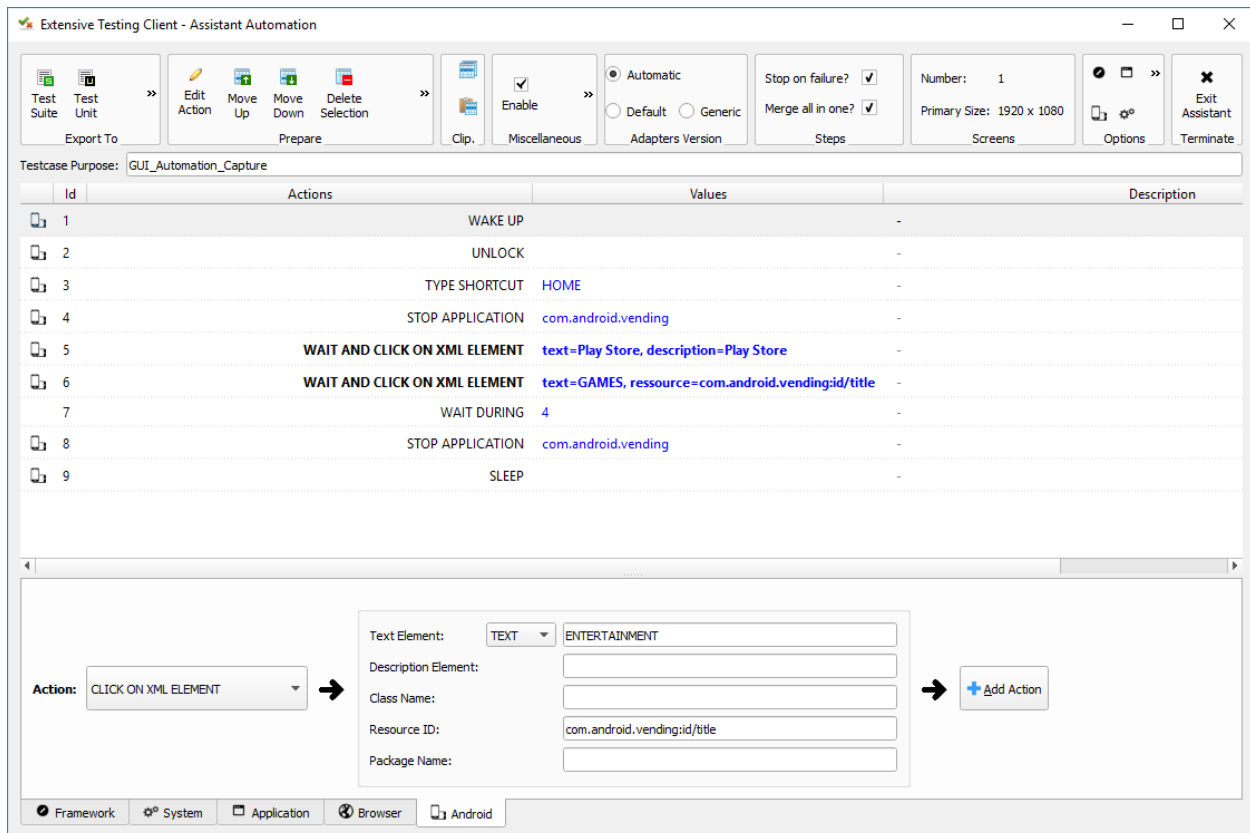 Extensive Testing Client - Assistant Automation
Test Suite
Test Unit
»
Export To
Edit Action
Move Up
Move Down
Delete Selection
»
Prepare
Clip.
Enable
»
Miscellaneous
Automatic
Default
Generic
Adapters Version
Stop on failure?
Merge all in one?
Steps
Number: 1
Primary Size: 1920 x 1080
Screens
»
Options
Exit Assistant
Terminate
Testcase Purpose: GUI_Automation_Capture
Id Actions Values Description
1 WAKE UP -
2 UNLOCK -
3 TYPE SHORTCUT HOME -
4 STOP APPLICATION com.android.vending -
5 WAIT AND CLICK ON XML ELEMENT text=Play Store, description=Play Store -
6 WAIT AND CLICK ON XML ELEMENT text=GAMES, ressource=com.android.vending:id/title -
7 WAIT DURING 4 -
8 STOP APPLICATION com.android.vending -
9 SLEEP -
Text Element: TEXT ENTERTAINMENT
Description Element:
Action: CLICK ON XML ELEMENT
Class Name:
Add Action
Resource ID: com.android.vending:id/title
Package Name:
Framework System Application Browser Android